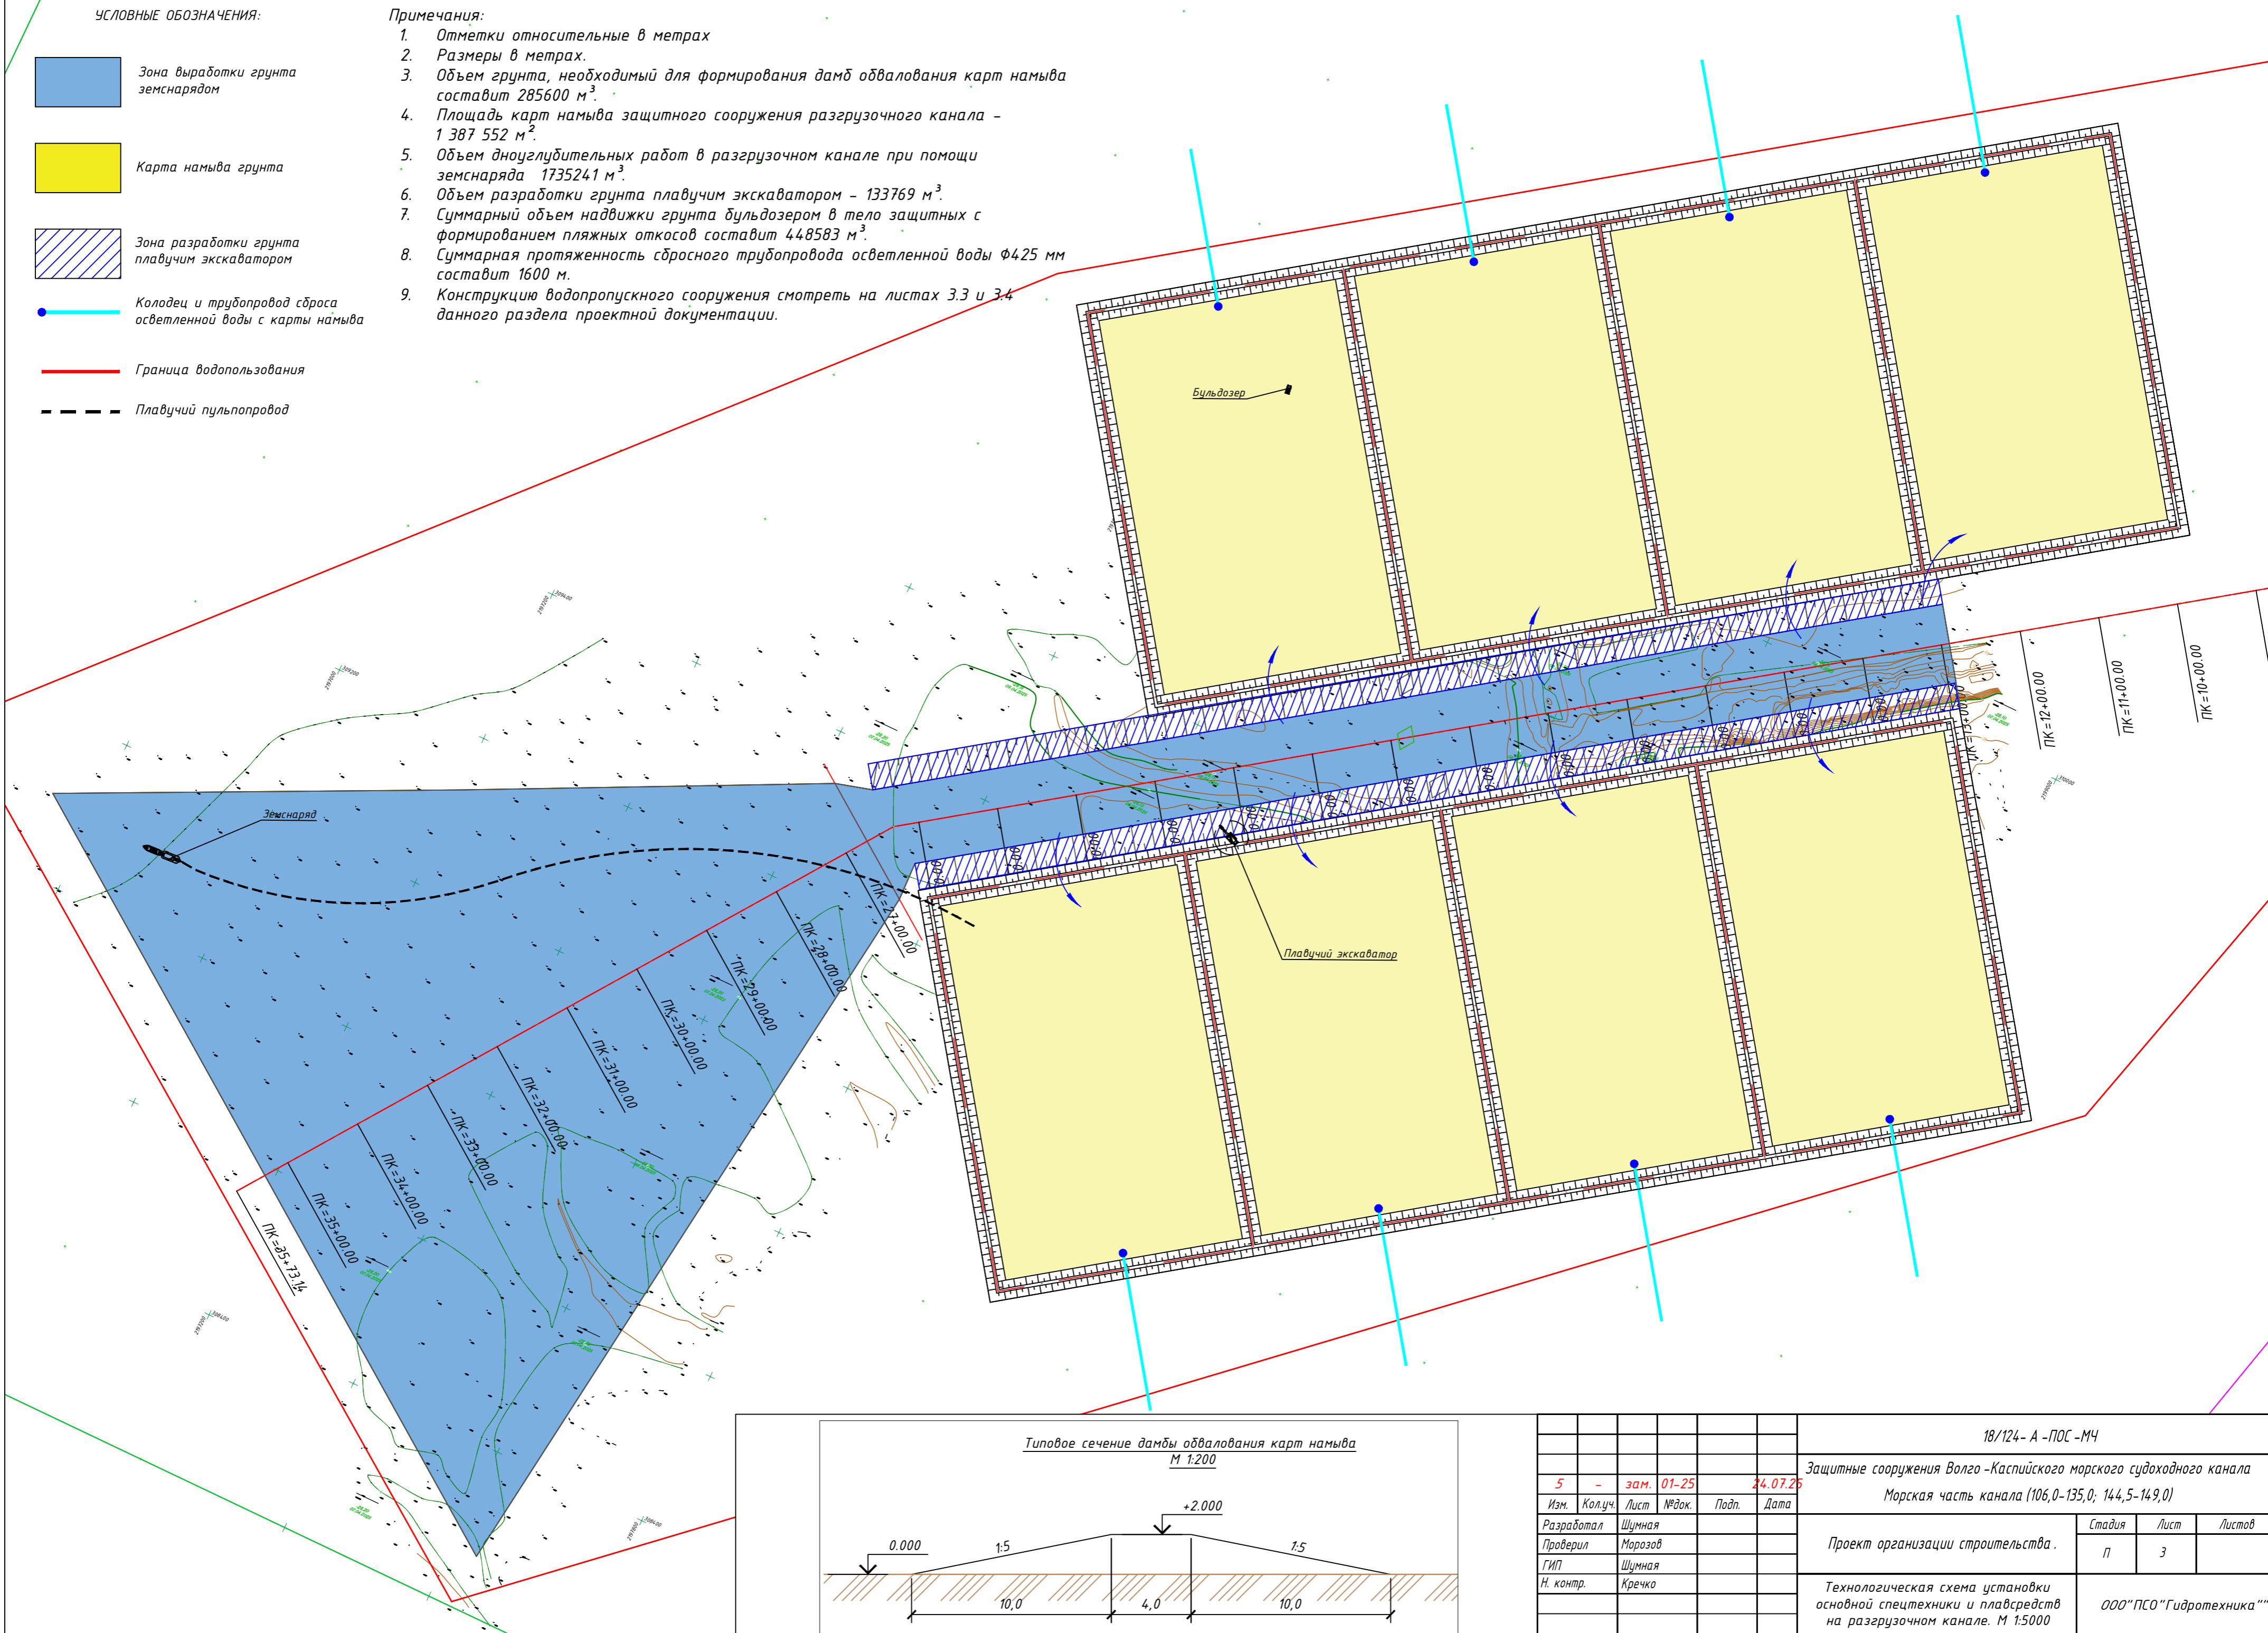 УСЛОВНЫЕ ОБОЗНАЧЕНИЯ:
Зона выработки грунта
земснарядом
Карта намыва грунта
Зона разработки грунта
плавучим экскаватором
Колодец и трубопровод сброса
осветленной воды с карты намыва
Граница водопользования
Плавучий пульпопровод
Примечания:
1. Отметки относительные в метрах
2. Размеры в метрах.
3. Объем грунта, необходимый для формирования дамб обвалования карт намыва
составит 285600 м³.
4. Площадь карт намыва защитного сооружения разгрузочного канала -
1 387 552 м².
5. Объем дноуглубительных работ в разгрузочном канале при помощи
земснаряда 1735241 м³.
6. Объем разработки грунта плавучим экскаватором - 133769 м³.
7. Суммарный объем надвижки грунта бульдозером в тело защитных с
формированием пляжных откосов составит 448583 м³.
8. Суммарная протяженность сбросного трубопровода осветленной воды Ф425 мм
составит 1600 м.
9. Конструкцию водопропускного сооружения смотреть на листах 3.3 и 3.4
данного раздела проектной документации.
Бульдозер
Земснаряд
Плавучий экскаватор
ПК=10+00.00
ПК=11+00.00
ПК=12+00.00
ПК=27+00.00
ПК=28+00.00
ПК=29+00.00
ПК=30+00.00
ПК=31+00.00
ПК=32+00.00
ПК=33+00.00
ПК=34+00.00
ПК=35+00.00
ПК=35+73.14
Типовое сечение дамбы обвалования карт намыва
М 1:200
+2.000
0.000
1:5
1:5
10,0
4,0
10,0
18/124- А -ПОС -МЧ
Защитные сооружения Волго -Каспийского морского судоходного канала
Морская часть канала (106,0-135,0; 144,5-149,0)
5 - зам. 01-25 24.07.25
Изм. Кол.уч. Лист №док. Подп. Дата
Разработал Шумная
Проверил Морозов
ГИП Шумная
Н. контр. Кречко
Проект организации строительства.
Стадия Лист Листов
П 3
Технологическая схема установки
основной спецтехники и плавсредств
на разгрузочном канале. М 1:5000
ООО"ПСО"Гидротехника""